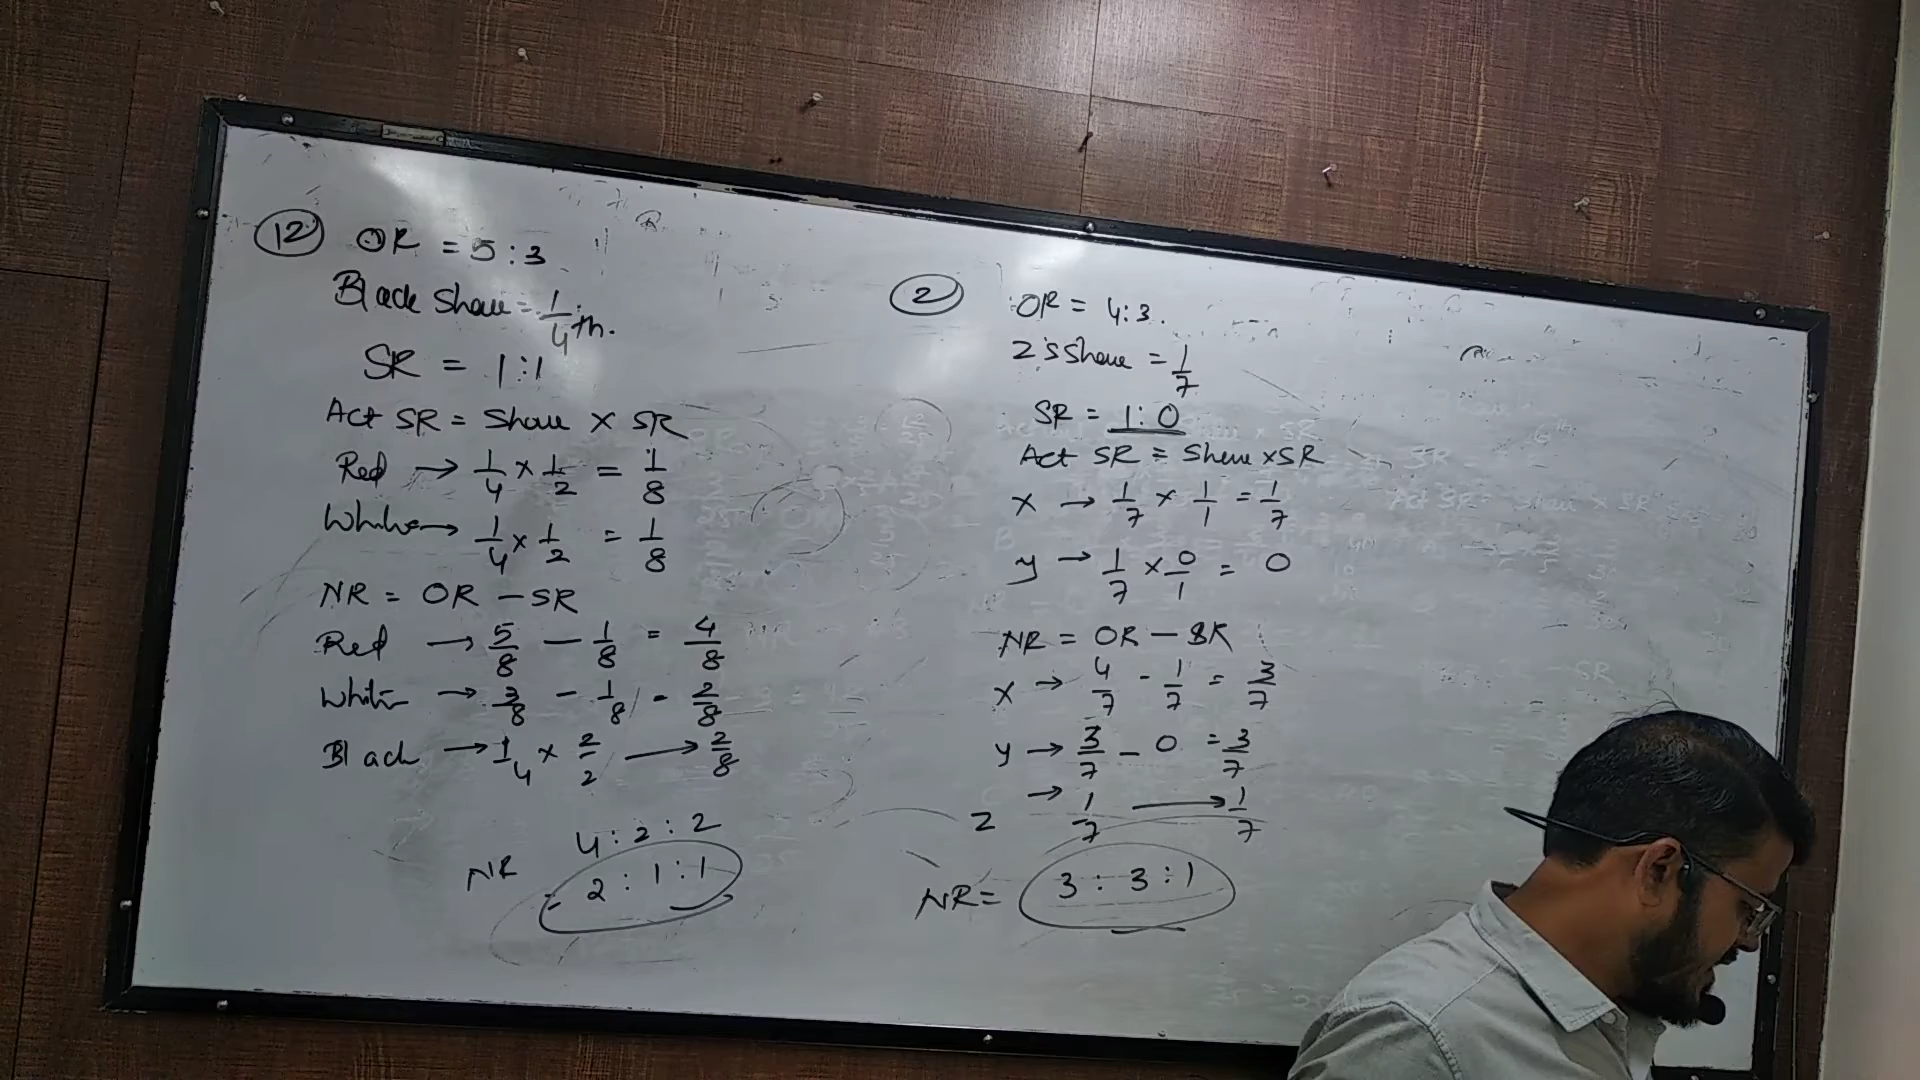 12 OR = 5:3
Black Share = 1/4 th.
SR = 1:1
Act SR = Share × SR
Red → 1/4 × 1/2 = 1/8
White → 1/4 × 1/2 = 1/8
NR = OR – SR
Red → 5/8 – 1/8 = 4/8
White → 3/8 – 1/8 = 2/8
Black → 1/4 × 2/2 → 2/8
4:2:2
NR = 2:1:1
2 OR = 4:3.
Z's Share = 1/7
SR = 1:0
Act SR = Share × SR
X → 1/7 × 1/1 = 1/7
y → 1/7 × 0/1 = 0
NR = OR – SR
X → 4/7 - 1/7 = 3/7
y → 3/7 – 0 = 3/7
Z → 1/7 → 1/7
NR = 3:3:1